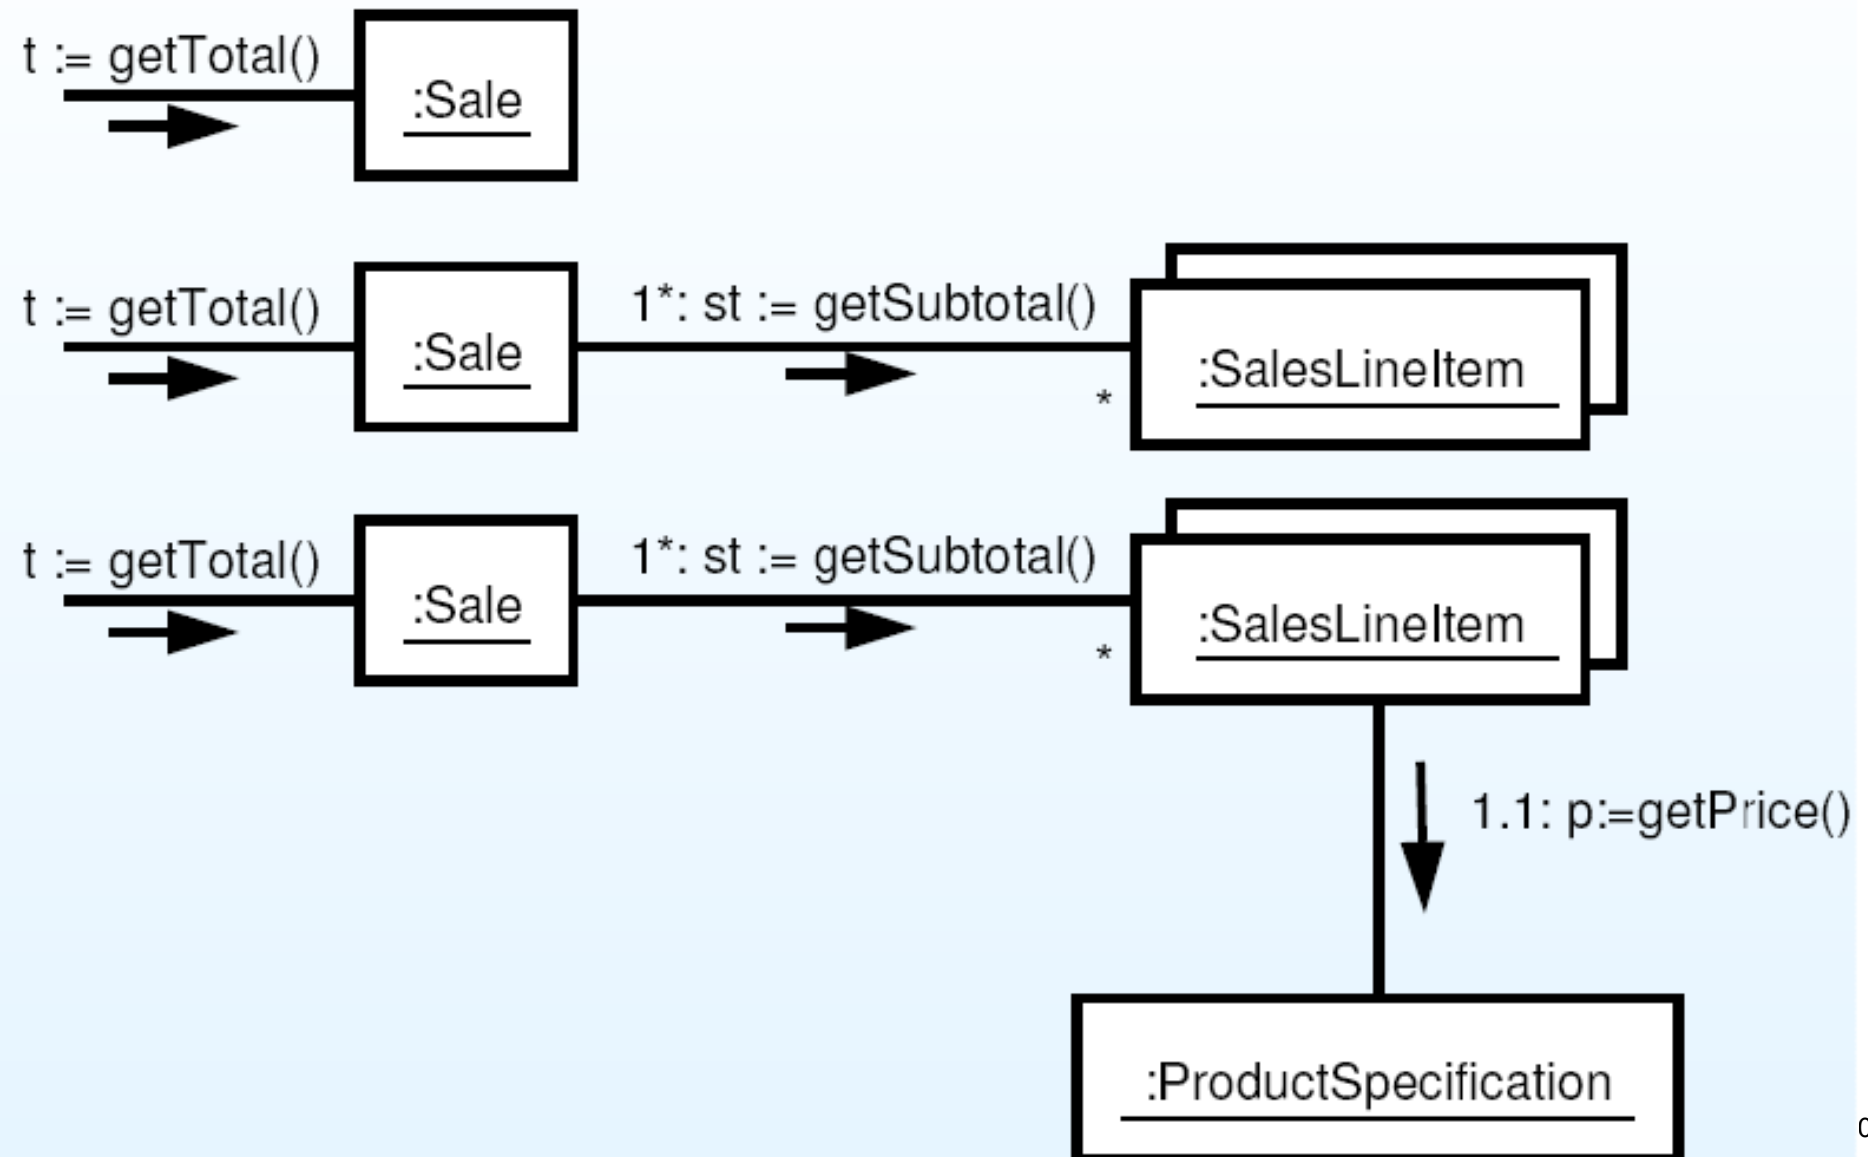 t := getTotal()
:Sale
t := getTotal()
:Sale
1*: st := getSubtotal()
*
:SalesLineItem
t := getTotal()
:Sale
1*: st := getSubtotal()
*
:SalesLineItem
1.1: p:=getPrice()
:ProductSpecification